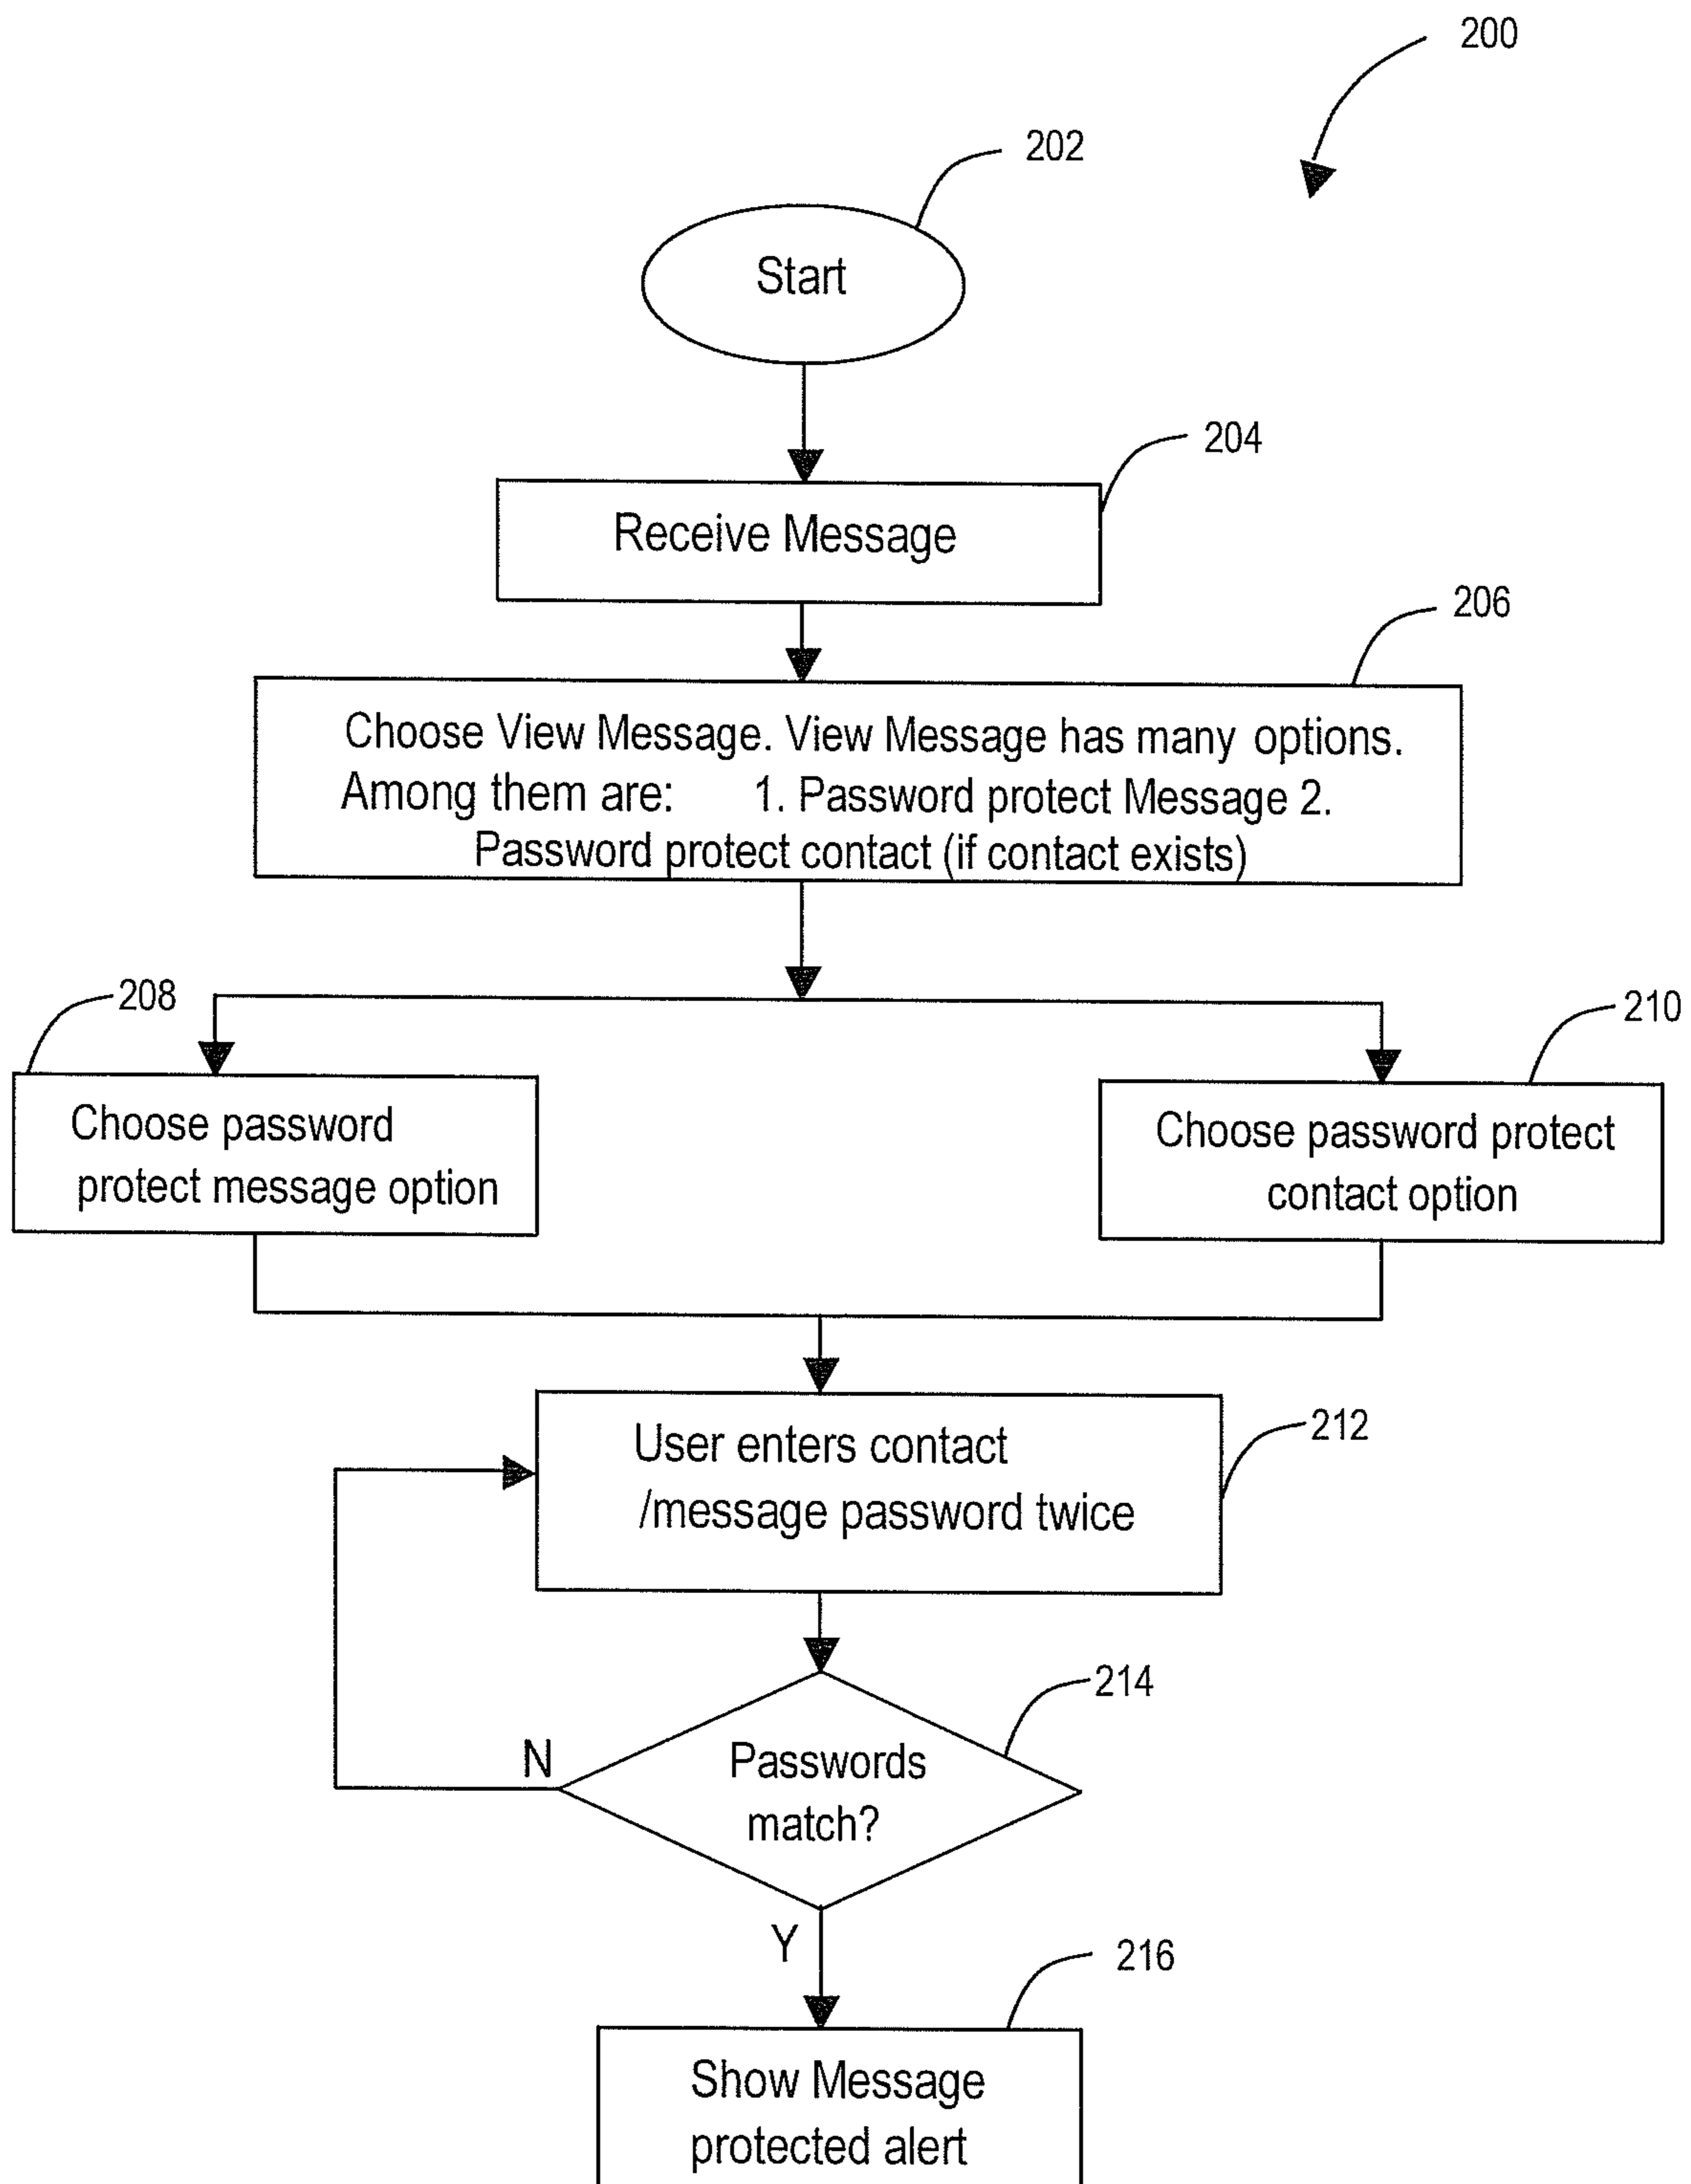 200
202
Start
204
Receive Message
206
Choose View Message. View Message has many options.
Among them are: 1. Password protect Message 2.
Password protect contact (if contact exists)
208
210
Choose password
protect message option
Choose password protect
contact option
212
User enters contact
/message password twice
214
N
Passwords
match?
Y
216
Show Message
protected alert